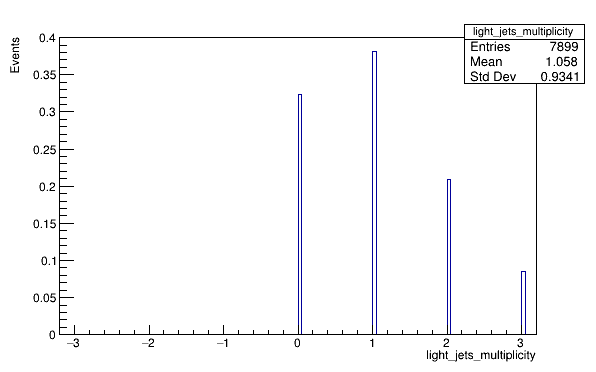 light_jets_multiplicity
Entries 7899
Mean 1.058
Std Dev 0.9341
Events
0.4
0.35
0.3
0.25
0.2
0.15
0.1
0.05
0
−3 −2 −1 0 1 2 3
light_jets_multiplicity